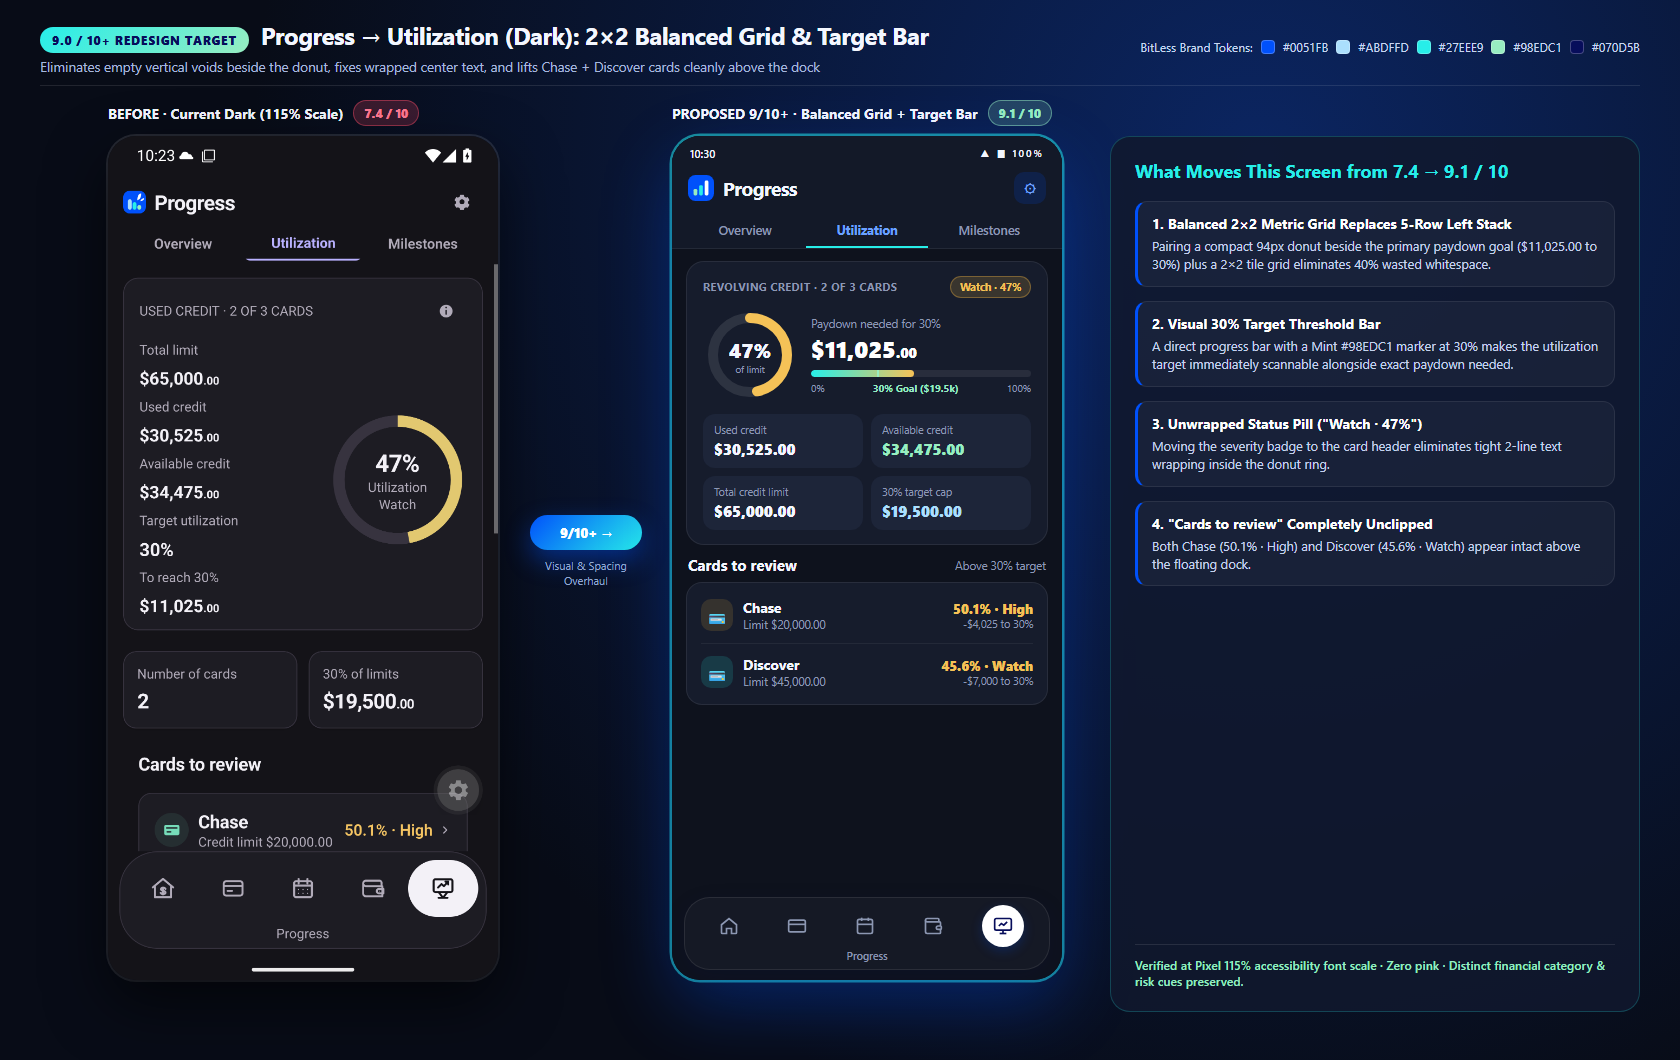 9.0 / 10+ REDESIGN TARGET
Progress → Utilization (Dark): 2×2 Balanced Grid & Target Bar
Eliminates empty vertical voids beside the donut, fixes wrapped center text, and lifts Chase + Discover cards cleanly above the dock
BitLess Brand Tokens: #0051FB #ABDFFD #27EEE9 #98EDC1 #070D5B
BEFORE · Current Dark (115% Scale) 7.4 / 10
10:23
Progress
Overview Utilization Milestones
USED CREDIT · 2 OF 3 CARDS
Total limit
$65,000.00
Used credit
$30,525.00
Available credit
$34,475.00
Target utilization
30%
To reach 30%
$11,025.00
47%
Utilization
Watch
Number of cards
2
30% of limits
$19,500.00
Cards to review
Chase
Credit limit $20,000.00
50.1% · High
Progress
9/10+ →
Visual & Spacing
Overhaul
PROPOSED 9/10+ · Balanced Grid + Target Bar 9.1 / 10
10:30
100%
Progress
Overview Utilization Milestones
REVOLVING CREDIT · 2 OF 3 CARDS
Watch · 47%
47%
of limit
Paydown needed for 30%
$11,025.00
0% 30% Goal ($19.5k) 100%
Used credit
$30,525.00
Available credit
$34,475.00
Total credit limit
$65,000.00
30% target cap
$19,500.00
Cards to review
Above 30% target
Chase
Limit $20,000.00
50.1% · High
-$4,025 to 30%
Discover
Limit $45,000.00
45.6% · Watch
-$7,000 to 30%
Progress
What Moves This Screen from 7.4 → 9.1 / 10
1. Balanced 2×2 Metric Grid Replaces 5-Row Left Stack
Pairing a compact 94px donut beside the primary paydown goal ($11,025.00 to
30%) plus a 2×2 tile grid eliminates 40% wasted whitespace.
2. Visual 30% Target Threshold Bar
A direct progress bar with a Mint #98EDC1 marker at 30% makes the utilization
target immediately scannable alongside exact paydown needed.
3. Unwrapped Status Pill ("Watch · 47%")
Moving the severity badge to the card header eliminates tight 2-line text
wrapping inside the donut ring.
4. "Cards to review" Completely Unclipped
Both Chase (50.1% · High) and Discover (45.6% · Watch) appear intact above
the floating dock.
Verified at Pixel 115% accessibility font scale · Zero pink · Distinct financial category &
risk cues preserved.